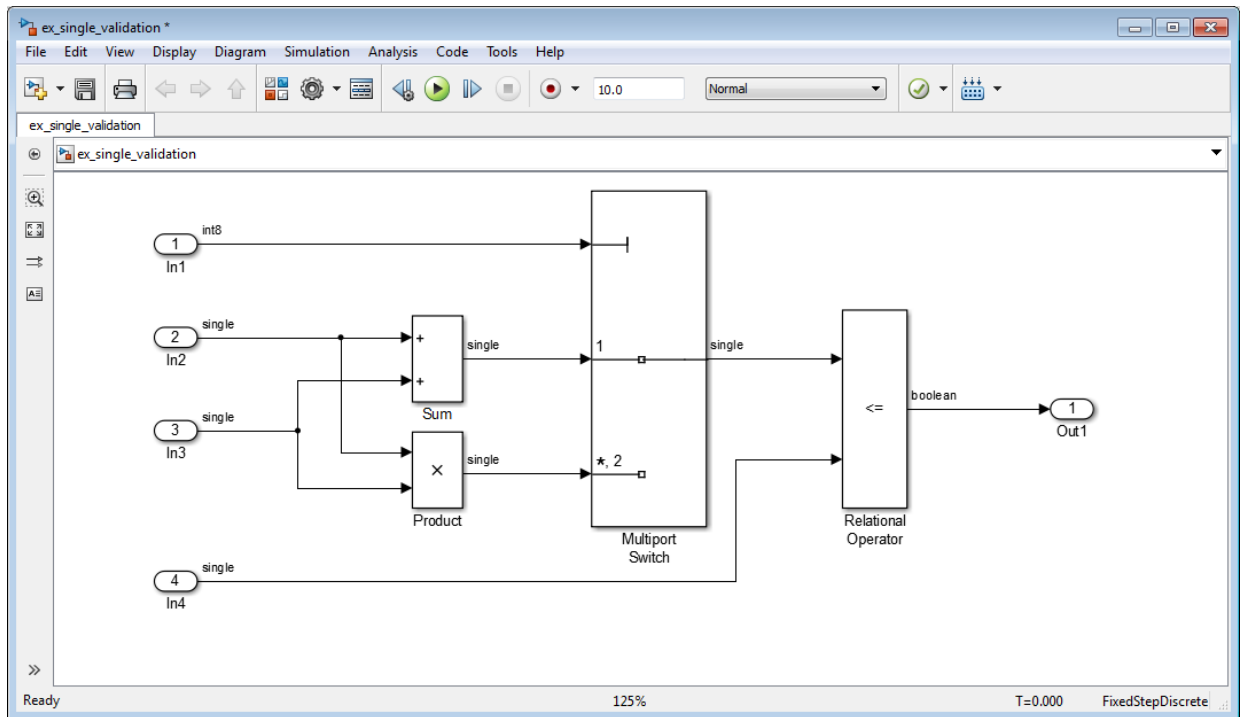 ex_single_validation *
File Edit View Display Diagram Simulation Analysis Code Tools Help
10.0 Normal
ex_single_validation
ex_single_validation
int8
1
In1
single
2
In2
+
single
1
single
+
Sum
single
3
In3
<=
boolean
1
Out1
×
single
*, 2
Product
Relational
Operator
Multiport
Switch
single
4
In4
Ready 125% T=0.000 FixedStepDiscrete